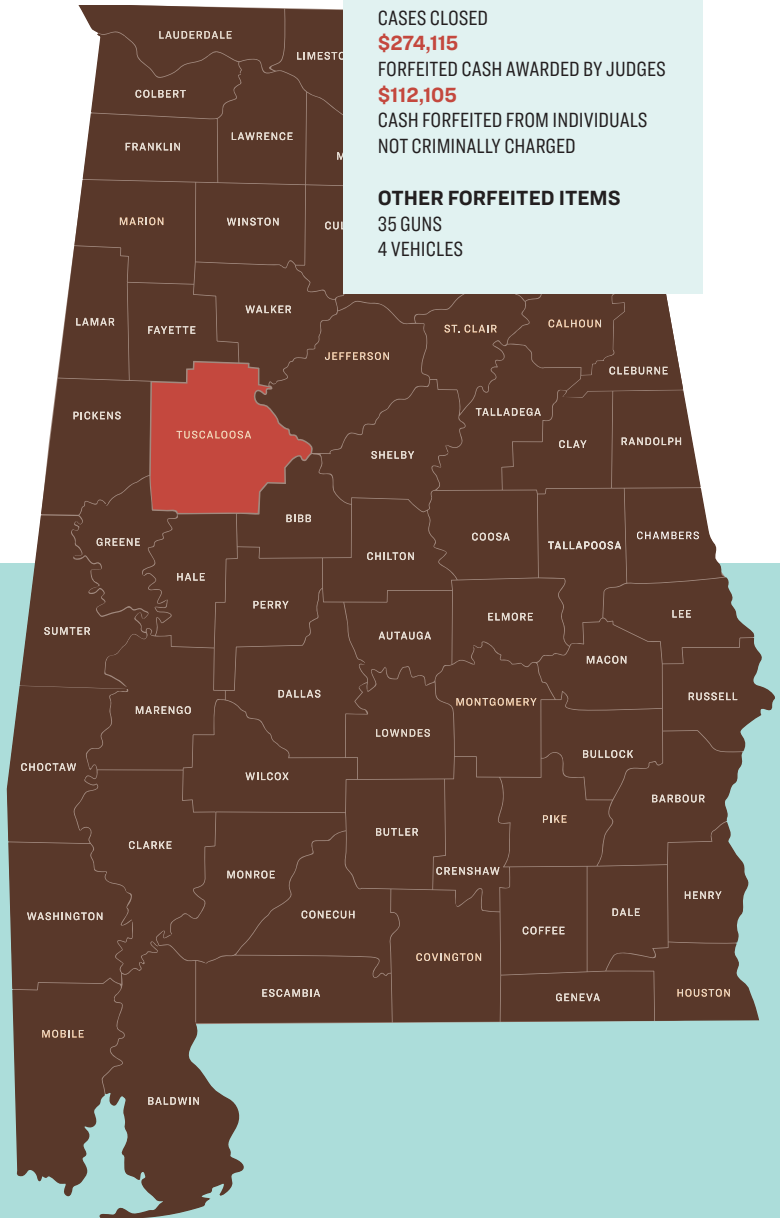 CASES CLOSED
$274,115
FORFEITED CASH AWARDED BY JUDGES
$112,105
CASH FORFEITED FROM INDIVIDUALS
NOT CRIMINALLY CHARGED
OTHER FORFEITED ITEMS
35 GUNS
4 VEHICLES
LAUDERDALE
COLBERT
FRANKLIN
LAWRENCE
MARION
WINSTON
LAMAR
FAYETTE
WALKER
JEFFERSON
ST. CLAIR
CALHOUN
CLEBURNE
PICKENS
TUSCALOOSA
SHELBY
TALLADEGA
CLAY
RANDOLPH
GREENE
HALE
BIBB
CHILTON
COOSA
TALLAPOOSA
CHAMBERS
SUMTER
PERRY
AUTAUGA
ELMORE
LEE
MACON
MARENGO
DALLAS
LOWNDES
MONTGOMERY
RUSSELL
BULLOCK
CHOCTAW
WILCOX
BARBOUR
CLARKE
MONROE
BUTLER
CRENSHAW
PIKE
HENRY
WASHINGTON
CONECUH
COVINGTON
COFFEE
DALE
ESCAMBIA
GENEVA
HOUSTON
MOBILE
BALDWIN